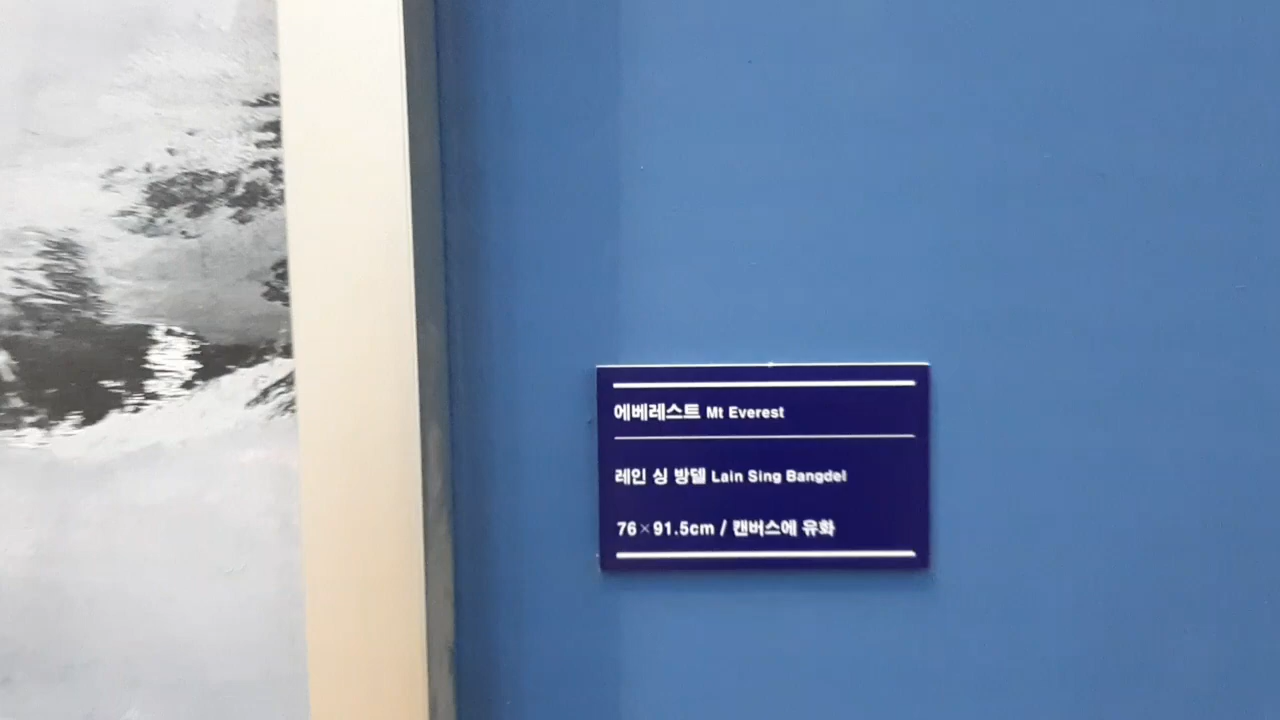 에베레스트 Mt Everest
레인 싱 방델 Lain Sing Bangdel
76×91.5cm / 캔버스에 유화